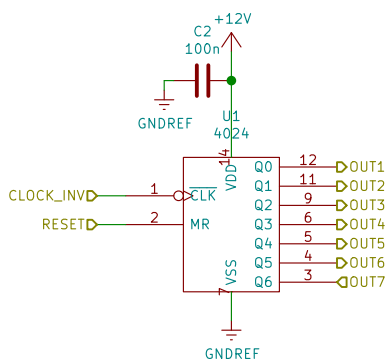 +12V
C2
100n
GNDREF
U1
4024
14
VDD
CLOCK_INV 1 CLK Q0 12 OUT1
Q1 11 OUT2
RESET 2 MR Q2 9 OUT3
Q3 6 OUT4
Q4 5 OUT5
Q5 4 OUT6
Q6 3 OUT7
VSS
7
GNDREF